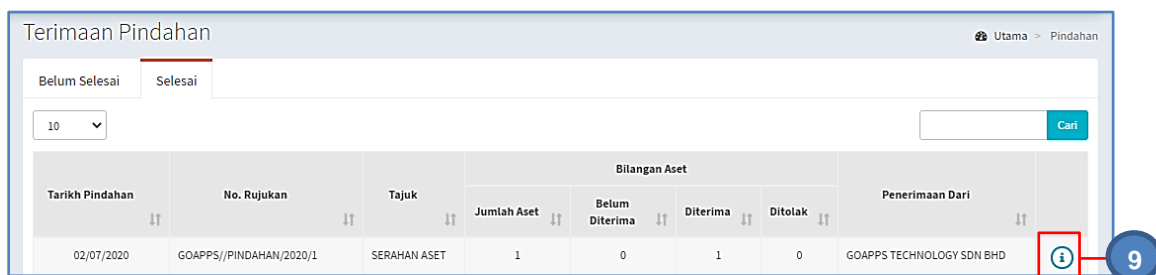 Terimaan Pindahan
Utama > Pindahan
Belum Selesai Selesai
10
Cari
Bilangan Aset
Tarikh Pindahan No. Rujukan Tajuk Jumlah Aset Belum Diterima Diterima Ditolak Penerimaan Dari
02/07/2020 GOAPPS//PINDAHAN/2020/1 SERAHAN ASET 1 0 1 0 GOAPPS TECHNOLOGY SDN BHD
9